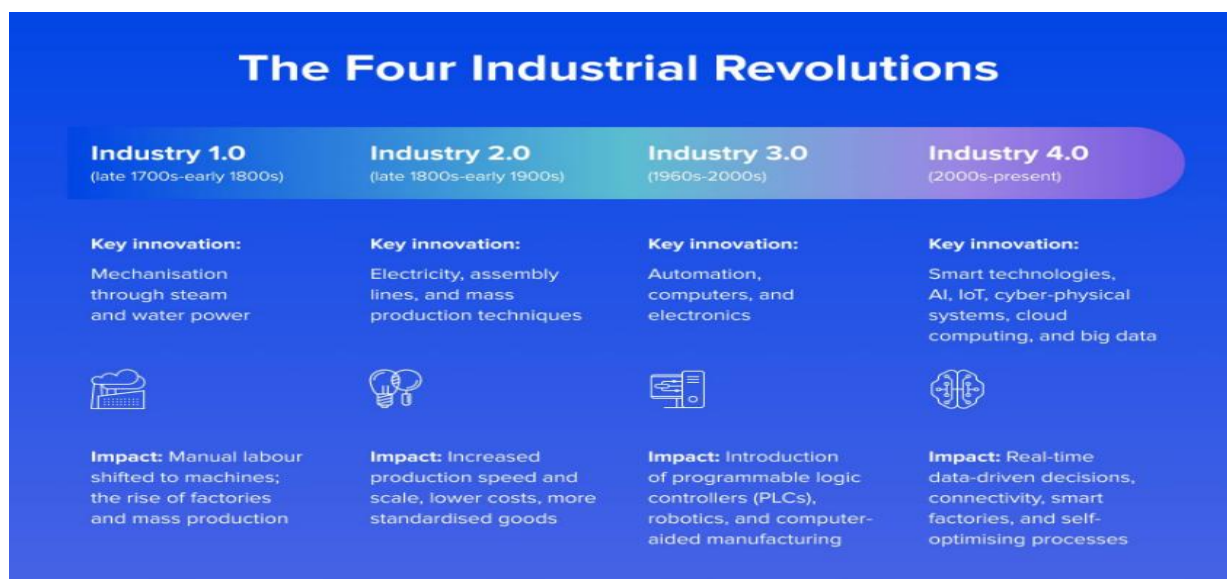 The Four Industrial Revolutions
Industry 1.0
(late 1700s-early 1800s)
Industry 2.0
(late 1800s-early 1900s)
Industry 3.0
(1960s-2000s)
Industry 4.0
(2000s-present)
Key innovation:
Mechanisation
through steam
and water power
Key innovation:
Electricity, assembly
lines, and mass
production techniques
Key innovation:
Automation,
computers, and
electronics
Key innovation:
Smart technologies,
AI, IoT, cyber-physical
systems, cloud
computing, and big data
Impact: Manual labour
shifted to machines;
the rise of factories
and mass production
Impact: Increased
production speed and
scale, lower costs, more
standardised goods
Impact: Introduction
of programmable logic
controllers (PLCs),
robotics, and computer-
aided manufacturing
Impact: Real-time
data-driven decisions,
connectivity, smart
factories, and self-
optimising processes